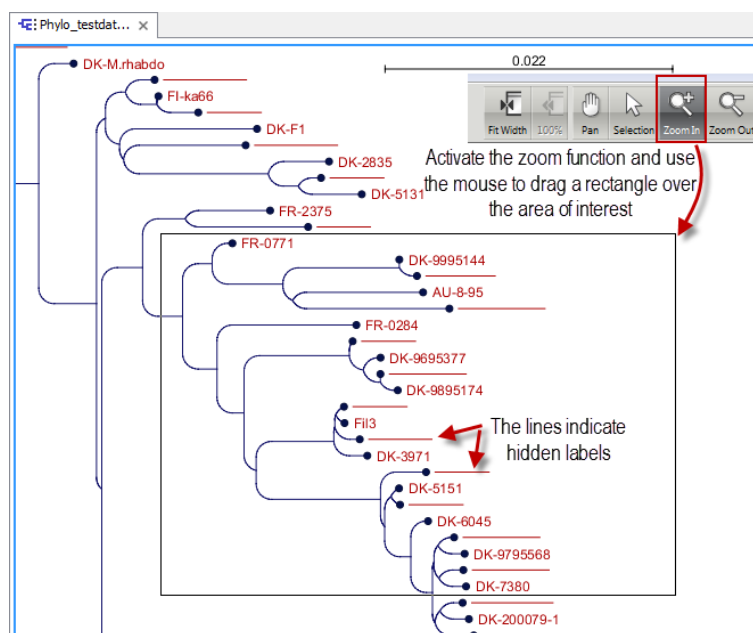 Phylo_testdat...
DK-M.rhabdo
0.022
FI-ka66
Fit Width 100% Pan Selection Zoom In Zoom Out
DK-F1
Activate the zoom function and use
the mouse to drag a rectangle over
the area of interest
DK-2835
DK-5131
FR-2375
FR-0771
DK-9995144
AU-8-95
FR-0284
DK-9695377
DK-9895174
Fil3
The lines indicate
hidden labels
DK-3971
DK-5151
DK-6045
DK-9795568
DK-7380
DK-200079-1